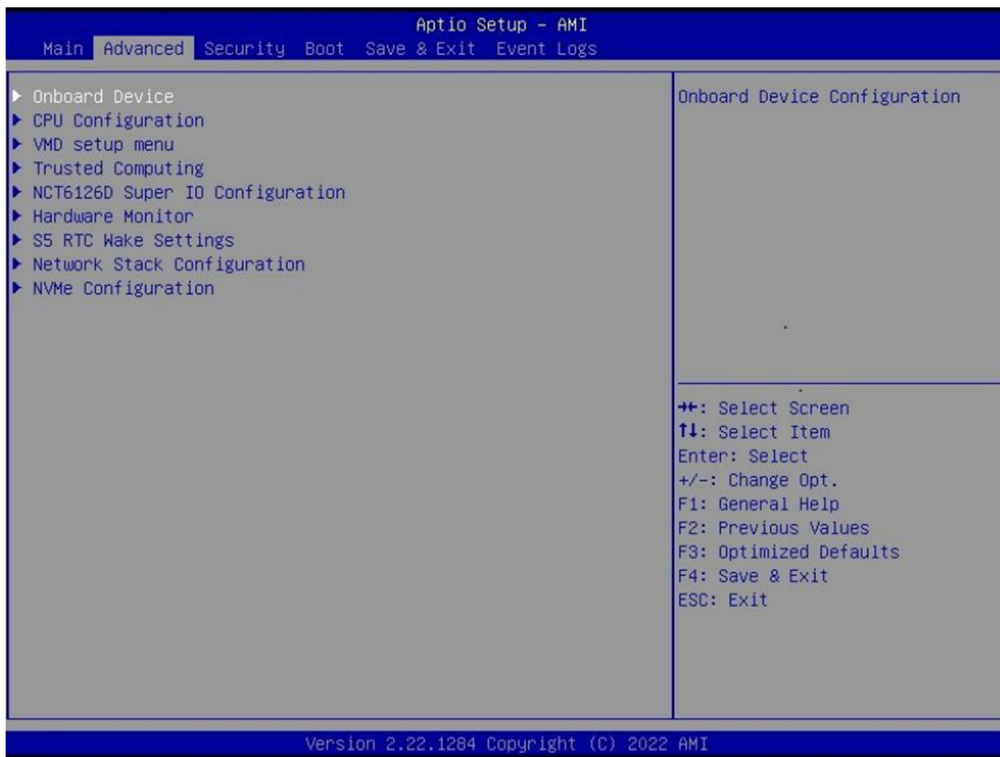 Aptio Setup - AMI
Main Advanced Security Boot Save & Exit Event Logs
Onboard Device
CPU Configuration
VMD setup menu
Trusted Computing
NCT6126D Super IO Configuration
Hardware Monitor
S5 RTC Wake Settings
Network Stack Configuration
NVMe Configuration
Onboard Device Configuration
→←: Select Screen
↑↓: Select Item
Enter: Select
+/-: Change Opt.
F1: General Help
F2: Previous Values
F3: Optimized Defaults
F4: Save & Exit
ESC: Exit
Version 2.22.1284 Copyright (C) 2022 AMI